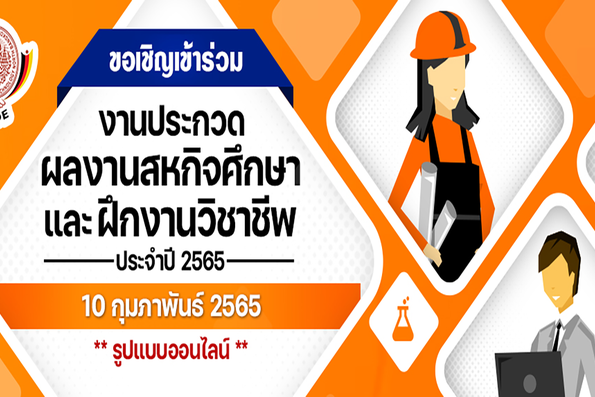 ขอเชิญเข้าร่วม
งานประกวด
ผลงานสหกิจศึกษา
และ ฝึกงานวิชาชีพ
ประจำปี 2565
10 กุมภาพันธ์ 2565
** รูปแบบออนไลน์ **